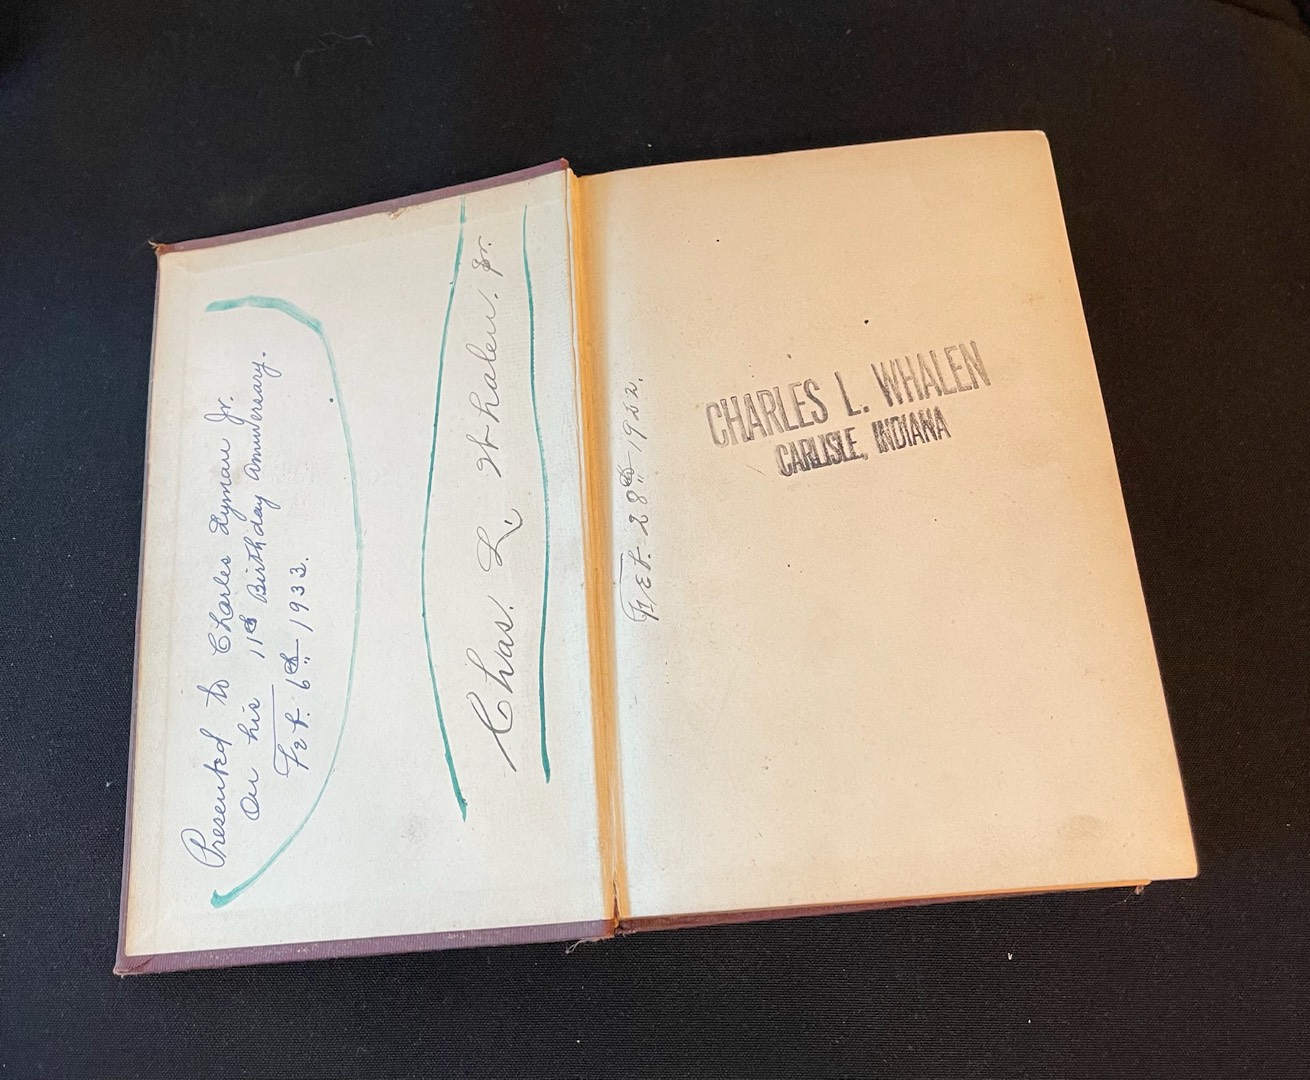 Presented to Charles Lyman Jr.
On his 11th Birthday Anniversary.
Feb. 6th 1933.
Chas. L. Whalen. Jr.
Feb. 28th 1922.
CHARLES L. WHALEN
CARLISLE, INDIANA